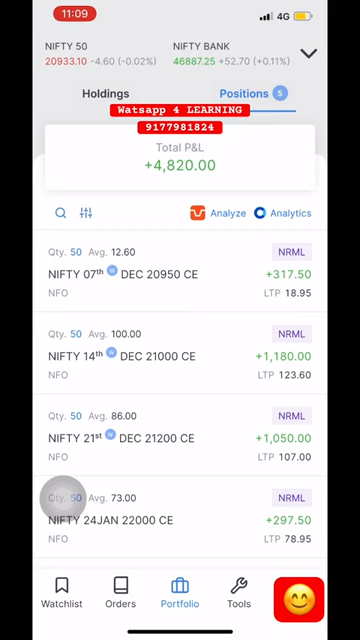 11:09
4G
NIFTY 50
20933.10 -4.60 (-0.02%)
NIFTY BANK
46887.25 +52.70 (+0.11%)
Holdings
Positions 5
Watsapp 4 LEARNING
9177981824
Total P&L
+4,820.00
Analyze
Analytics
Qty. 50 Avg. 12.60
NRML
NIFTY 07th W DEC 20950 CE
+317.50
NFO
LTP 18.95
Qty. 50 Avg. 100.00
NRML
NIFTY 14th W DEC 21000 CE
+1,180.00
NFO
LTP 123.60
Qty. 50 Avg. 86.00
NRML
NIFTY 21st W DEC 21200 CE
+1,050.00
NFO
LTP 107.00
Qty. 50 Avg. 73.00
NRML
NIFTY 24JAN 22000 CE
+297.50
NFO
LTP 78.95
Watchlist
Orders
Portfolio
Tools